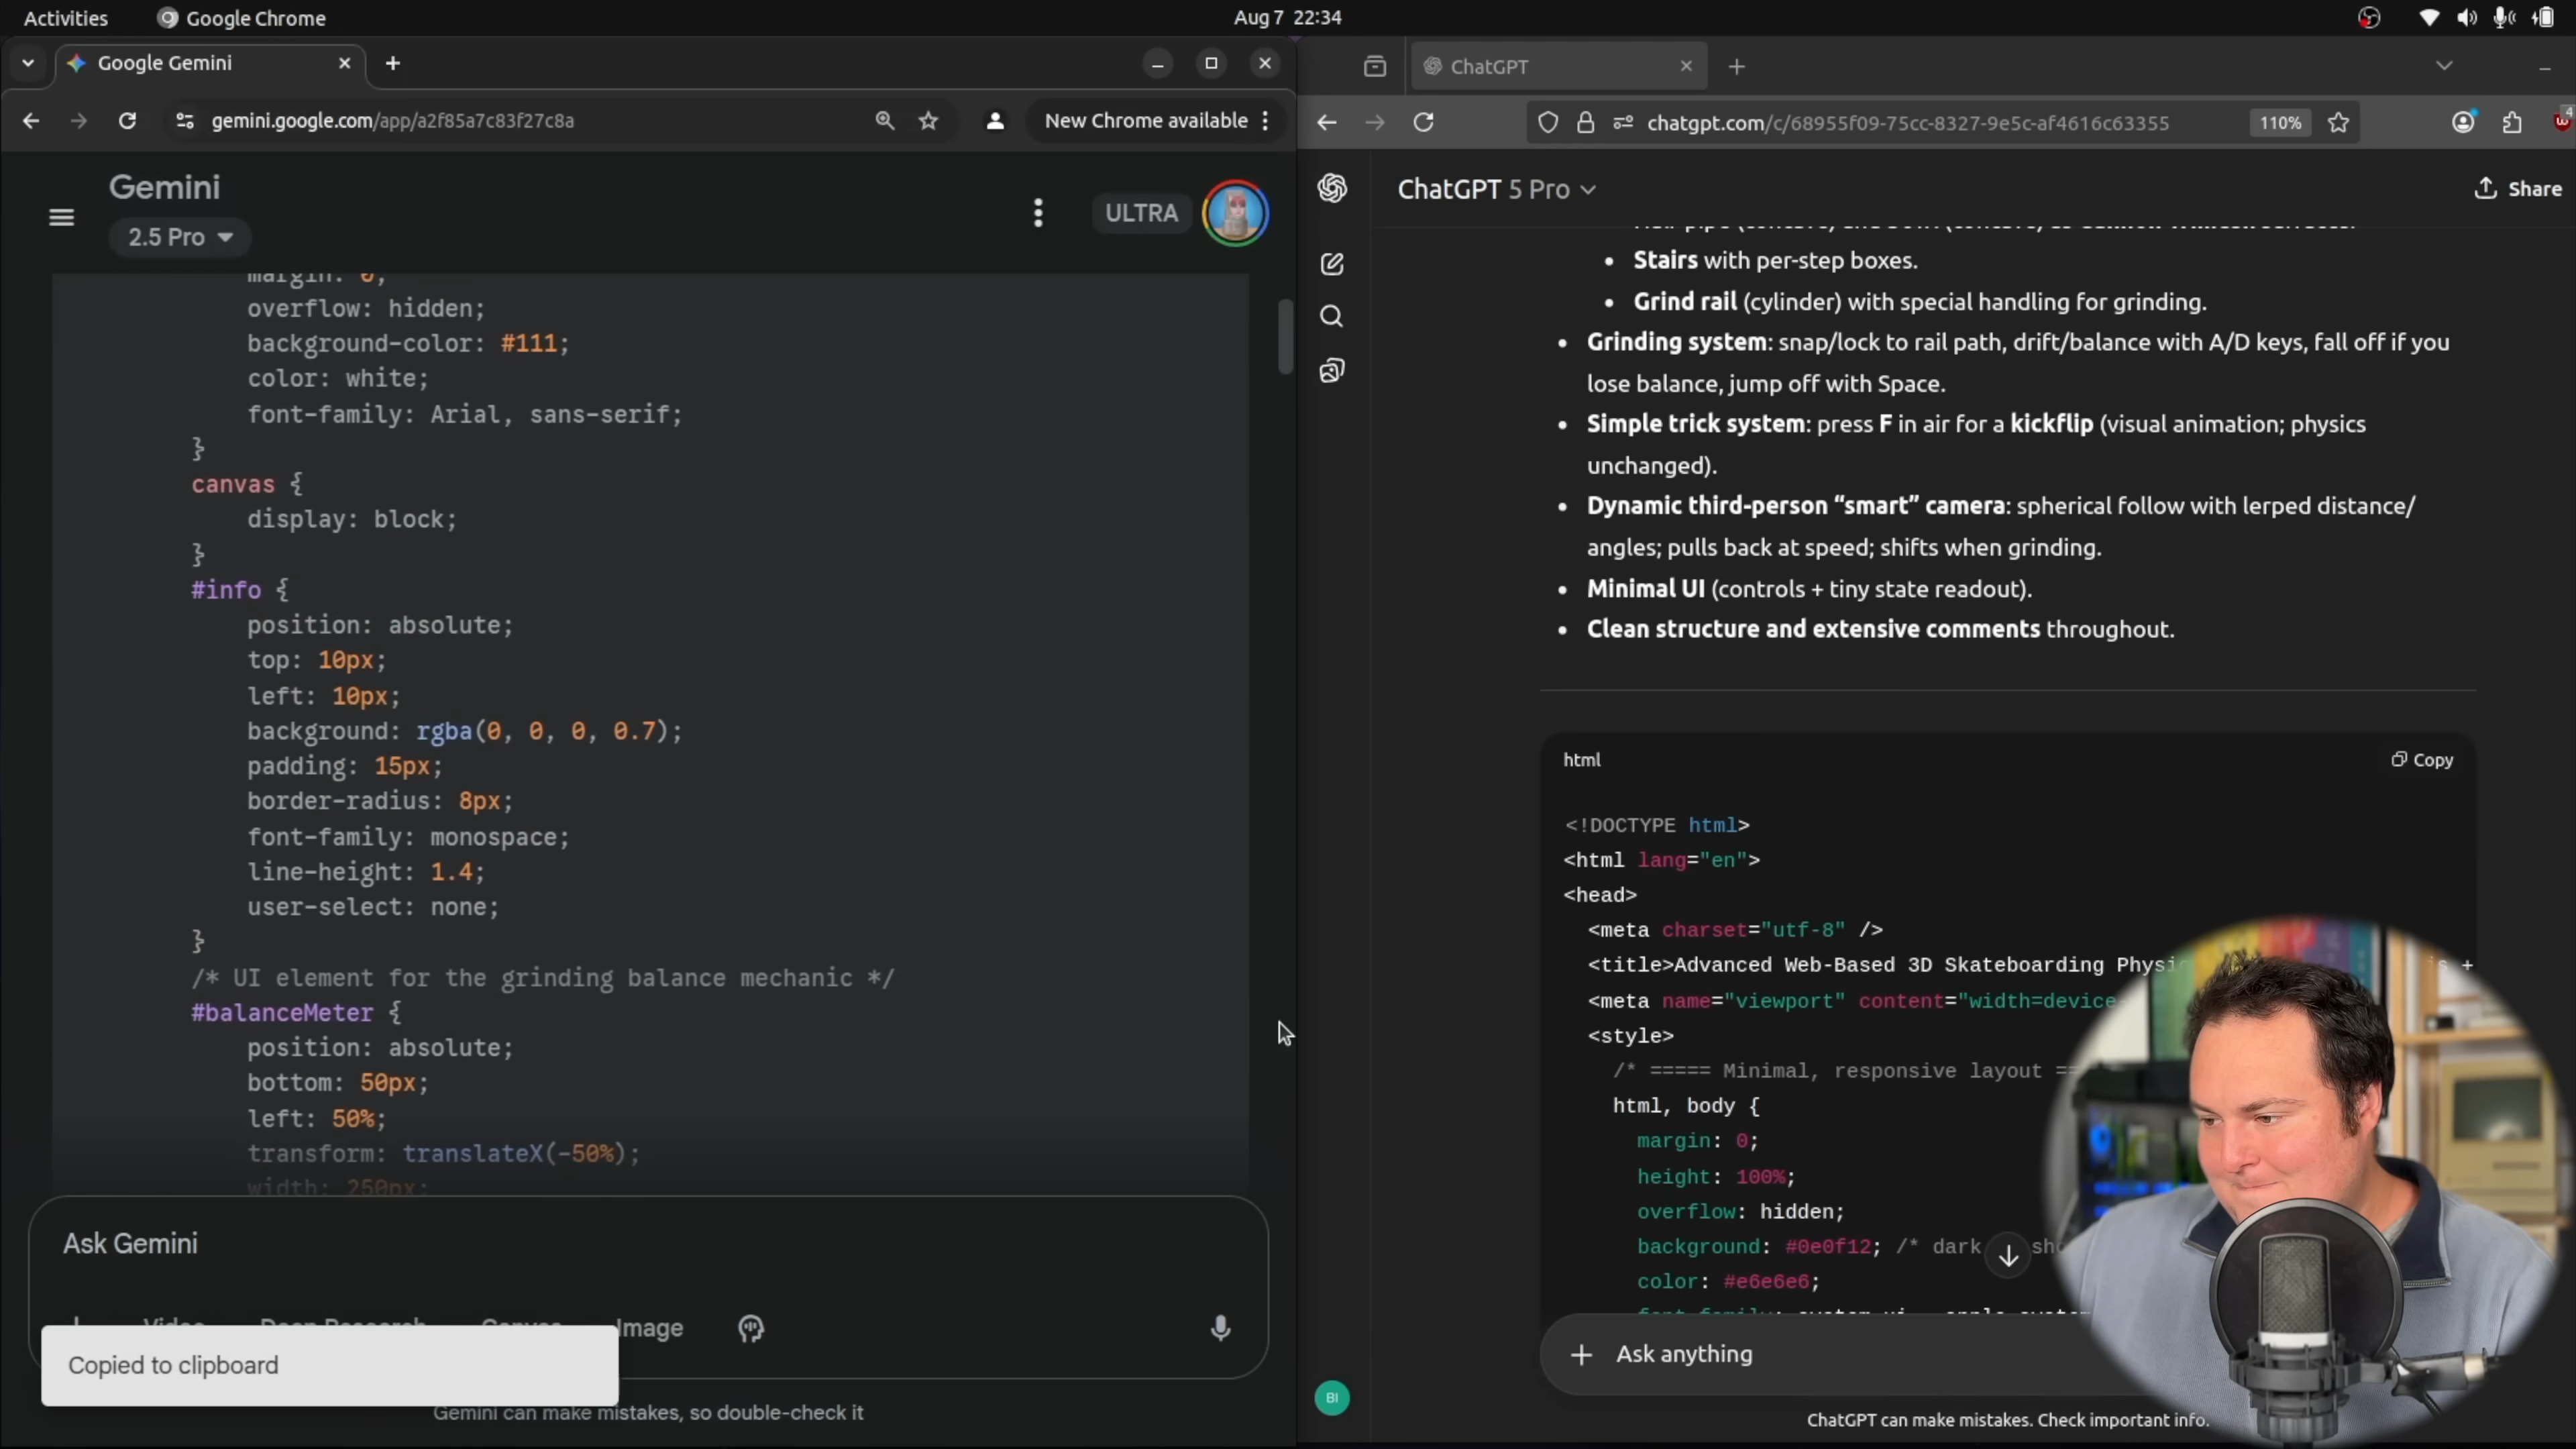 Activities
Google Chrome
Aug 7 22:34
Google Gemini
gemini.google.com/app/a2f85a7c83f27c8a
New Chrome available
Gemini
2.5 Pro
ULTRA
margin: 0;
overflow: hidden;
background-color: #111;
color: white;
font-family: Arial, sans-serif;
}
canvas {
display: block;
}
#info {
position: absolute;
top: 10px;
left: 10px;
background: rgba(0, 0, 0, 0.7);
padding: 15px;
border-radius: 8px;
font-family: monospace;
line-height: 1.4;
user-select: none;
}
/* UI element for the grinding balance mechanic */
#balanceMeter {
position: absolute;
bottom: 50px;
left: 50%;
transform: translateX(-50%);
width: 250px;
Ask Gemini
Video
Deep Research
Canvas
Image
Copied to clipboard
Gemini can make mistakes, so double-check it
ChatGPT
chatgpt.com/c/68955f09-75cc-8327-9e5c-af4616c63355
110%
4
ChatGPT 5 Pro
Share
• Stairs with per-step boxes.
• Grind rail (cylinder) with special handling for grinding.
• Grinding system: snap/lock to rail path, drift/balance with A/D keys, fall off if you
lose balance, jump off with Space.
• Simple trick system: press F in air for a kickflip (visual animation; physics
unchanged).
• Dynamic third-person “smart” camera: spherical follow with lerped distance/
angles; pulls back at speed; shifts when grinding.
• Minimal UI (controls + tiny state readout).
• Clean structure and extensive comments throughout.
html
Copy
<!DOCTYPE html>
<html lang="en">
<head>
<meta charset="utf-8" />
<title>Advanced Web-Based 3D Skateboarding
<meta name="viewport" content="width=device-
<style>
/* ===== Minimal, responsive layout ==
html, body {
margin: 0;
height: 100%;
overflow: hidden;
background: #0e0f12; /* dark
color: #e6e6e6;
BI
Ask anything
ChatGPT can make mistakes. Check important info.